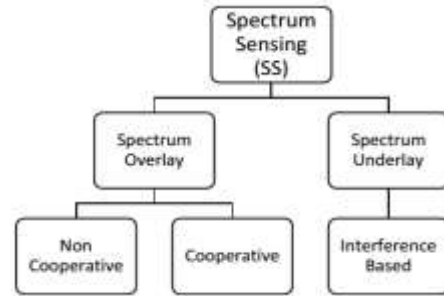 Spectrum
Sensing
(SS)
Spectrum
Overlay
Spectrum
Underlay
Non
Cooperative
Cooperative
Interference
Based